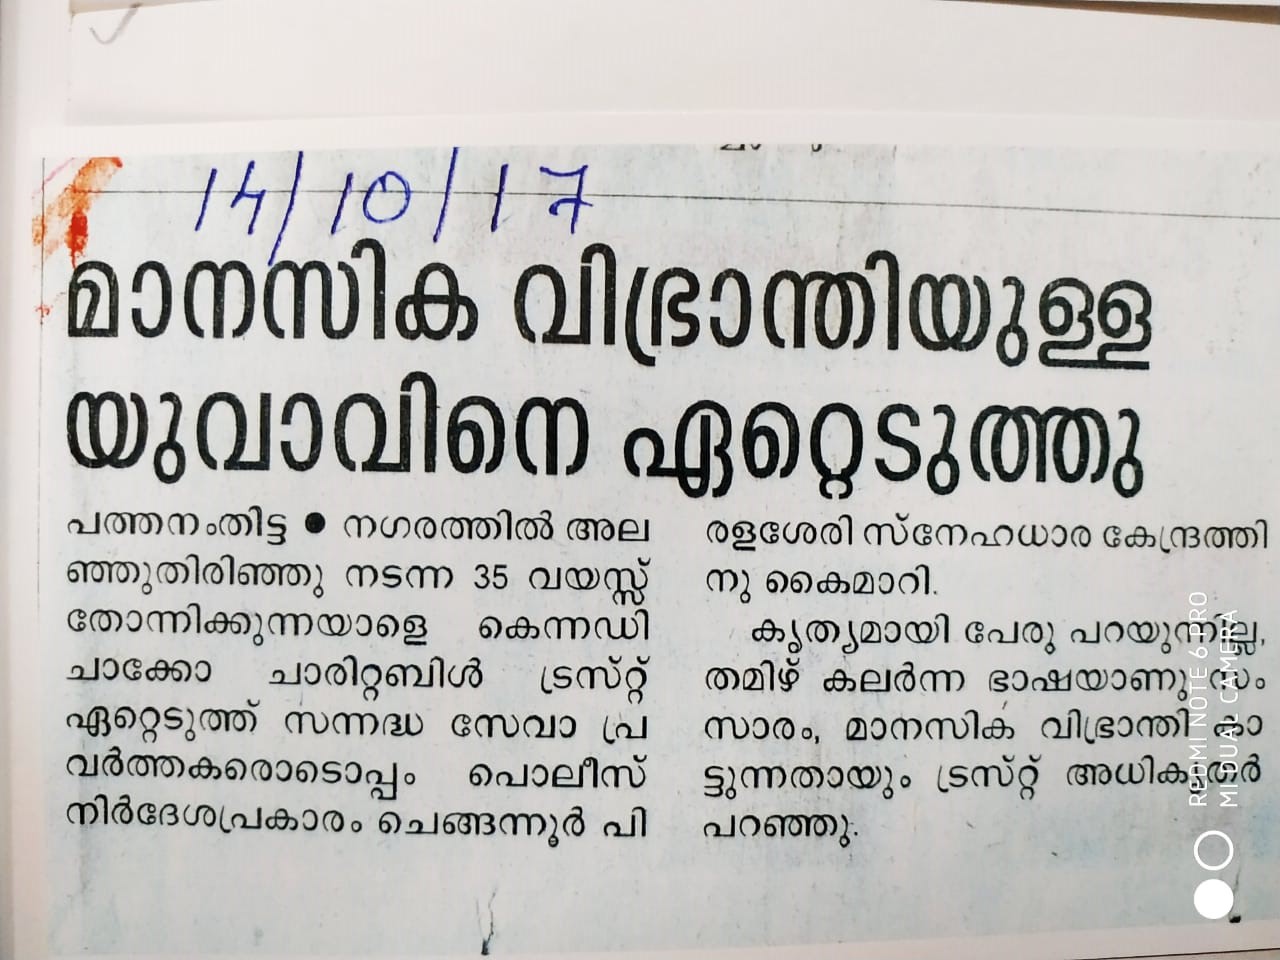 14/10/17
മാനസിക വിഭ്രാന്തിയുള്ള
യുവാവിനെ ഏറ്റെടുത്തു
പത്തനംതിട്ട ● നഗരത്തിൽ അല
ഞ്ഞുതിരിഞ്ഞു നടന്ന 35 വയസ്സ്
തോന്നിക്കുന്നയാളെ കെന്നഡി
ചാക്കോ ചാരിറ്റബിൾ ട്രസ്റ്റ്
ഏറ്റെടുത്ത് സന്നദ്ധ സേവാ പ്ര
വർത്തകരൊടൊപ്പം പൊലീസ്
നിർദേശപ്രകാരം ചെങ്ങന്നൂർ പി
രളശേരി സ്നേഹധാര കേന്ദ്രത്തി
നു കൈമാറി.
കൃത്യമായി പേരു പറയുന്നില്ല,
തമിഴ് കലർന്ന ഭാഷയാണു സം
സാരം, മാനസിക വിഭ്രാന്തി കാ
ട്ടുന്നതായും ട്രസ്റ്റ് അധികൃതർ
പറഞ്ഞു.
REDMI NOTE 6 PRO
MI DUAL CAMERA